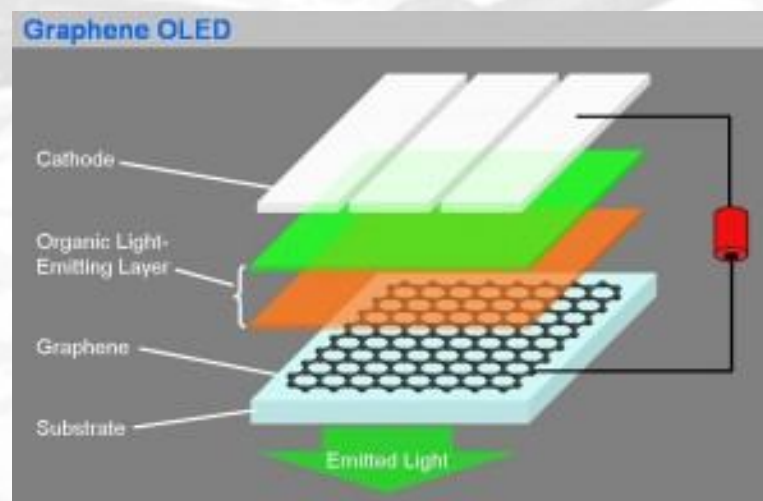 Graphene OLED
Cathode
Organic Light-
Emitting Layer
Graphene
Substrate
Emitted Light